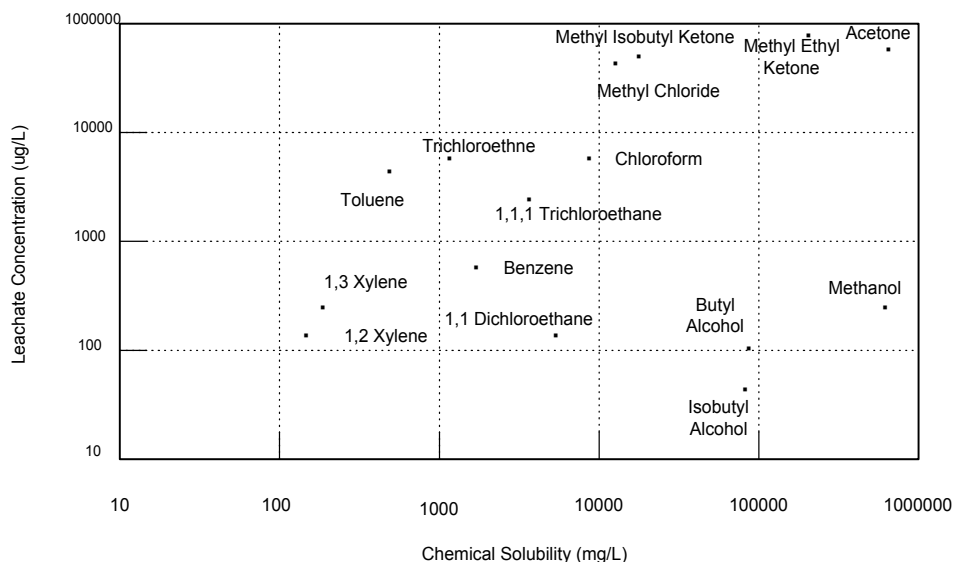 1000000
Methyl Isobutyl Ketone
Acetone
Methyl Ethyl
Ketone
Methyl Chloride
10000
Trichloroethne
Chloroform
Toluene
1,1,1 Trichloroethane
1000
Benzene
1,3 Xylene
Methanol
Butyl
Alcohol
1,1 Dichloroethane
1,2 Xylene
100
Isobutyl
Alcohol
10
Leachate Concentration (ug/L)
10 100 1000 10000 100000 1000000
Chemical Solubility (mg/L)